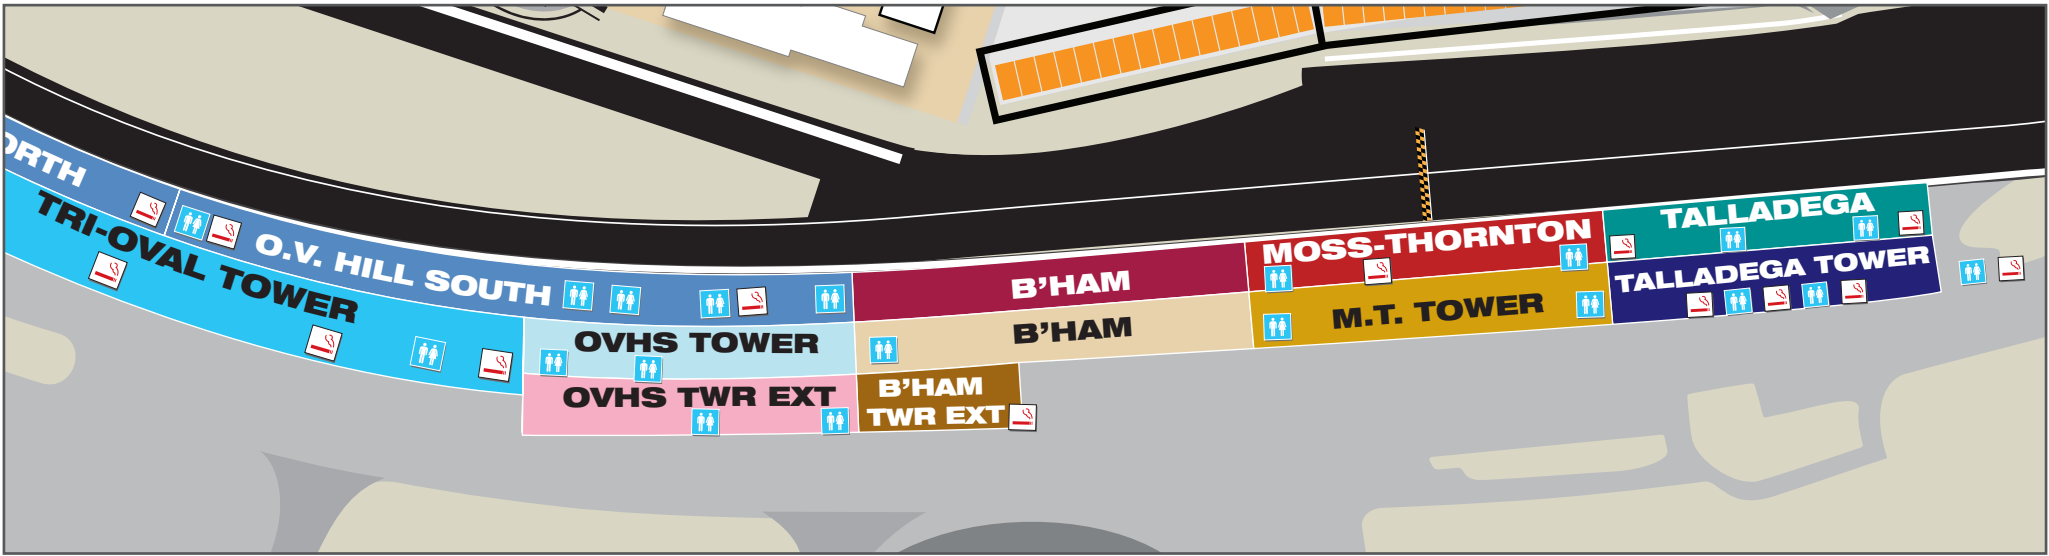 ORTH
TRI-OVAL TOWER
O.V. HILL SOUTH
OVHS TOWER
OVHS TWR EXT
B'HAM
B'HAM
B'HAM
TWR EXT
MOSS-THORNTON
M.T. TOWER
TALLADEGA
TALLADEGA TOWER